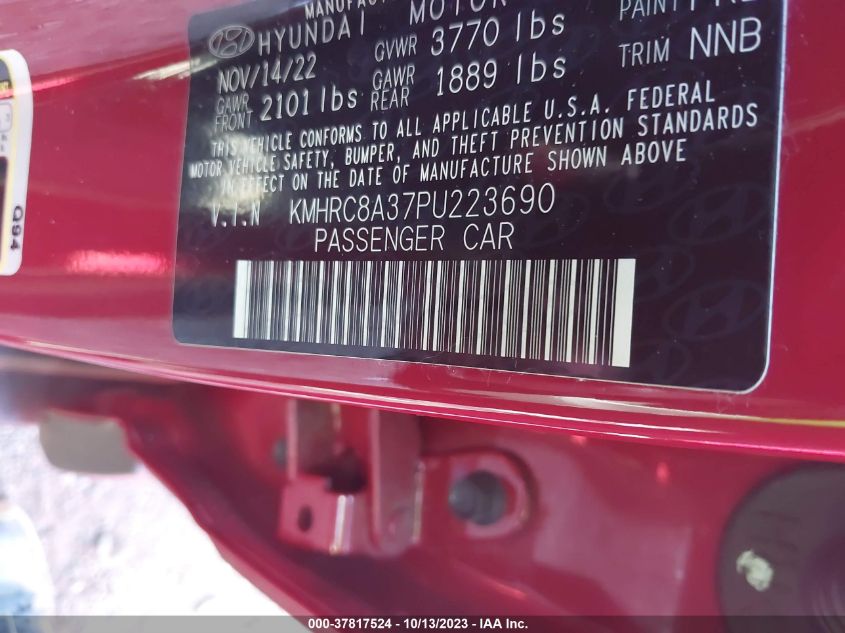 MOTOR
HYUNDAI
NOV/14/22
GVWR 3770 lbs
PAINT
GAWR FRONT 2101 lbs
GAWR REAR 1889 lbs
TRIM NNB
THIS VEHICLE CONFORMS TO ALL APPLICABLE U.S.A. FEDERAL
MOTOR VEHICLE SAFETY, BUMPER, AND THEFT PREVENTION STANDARDS
IN EFFECT ON THE DATE OF MANUFACTURE SHOWN ABOVE
V.I.N KMHRC8A37PU223690
PASSENGER CAR
Q94
000-37817524 - 10/13/2023 - IAA Inc.